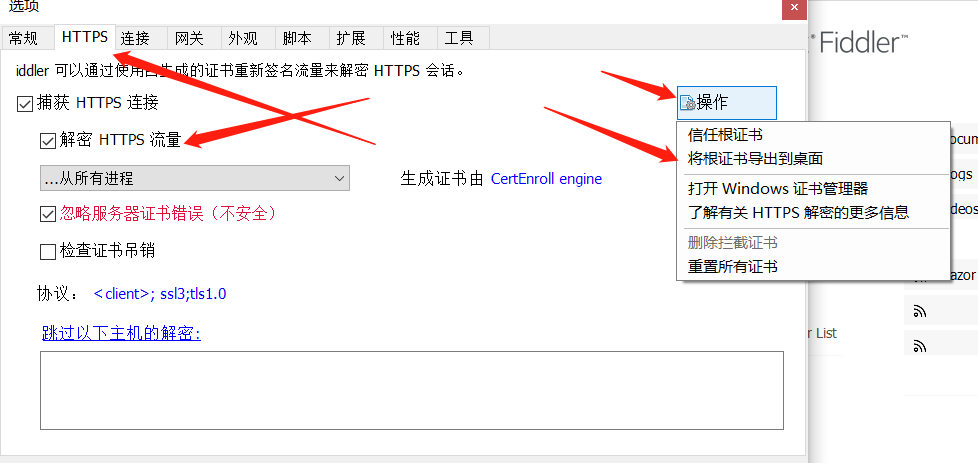 选项
常规 HTTPS 连接 网关 外观 脚本 扩展 性能 工具
Fiddler™
iddler 可以通过使用自生成的证书重新签名流量来解密 HTTPS 会话。
捕获 HTTPS 连接
操作
信任根证书
解密 HTTPS 流量
将根证书导出到桌面
...从所有进程
生成证书由 CertEnroll engine
打开 Windows 证书管理器
忽略服务器证书错误（不安全）
了解有关 HTTPS 解密的更多信息
检查证书吊销
删除拦截证书
重置所有证书
协议： <client>; ssl3;tls1.0
跳过以下主机的解密:
ocum
ogs
deos
azor
r List